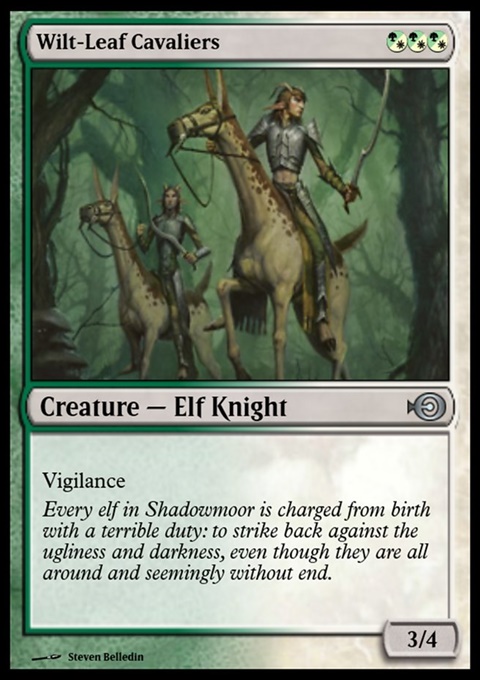 Wilt-Leaf Cavaliers
Creature — Elf Knight
Vigilance
Every elf in Shadowmoor is charged from birth
with a terrible duty: to strike back against the
ugliness and darkness, even though they are all
around and seemingly without end.
3/4
Steven Belledin